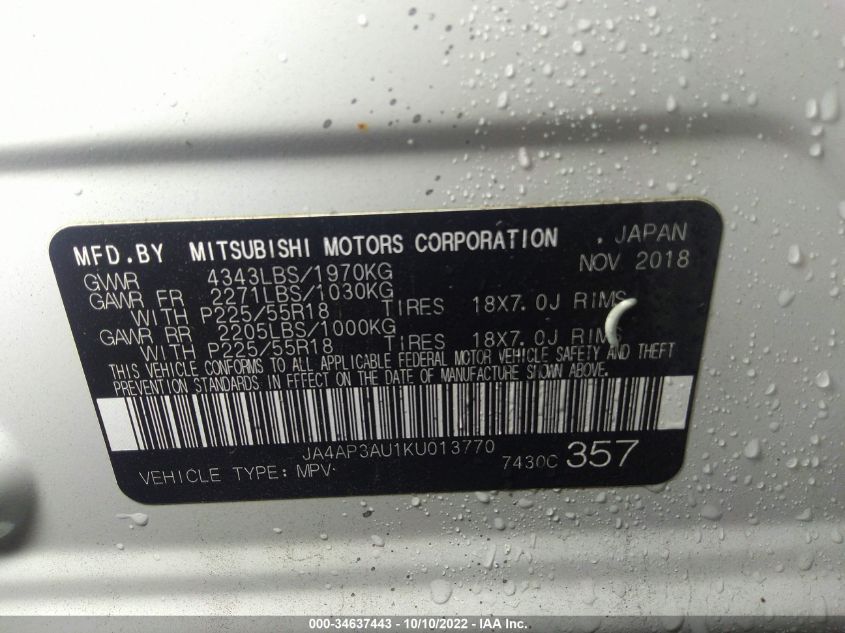 MFD.BY MITSUBISHI MOTORS CORPORATION . JAPAN
GVWR 4343LBS/1970KG NOV 2018
GAWR FR 2271LBS/1030KG
WITH P225/55R18 TIRES 18X7.0J RIMS
GAWR RR 2205LBS/1000KG
WITH P225/55R18 TIRES 18X7.0J RIMS
THIS VEHICLE CONFORMS TO ALL APPLICABLE FEDERAL MOTOR VEHICLE SAFETY AND THEFT
PREVENTION STANDARDS IN EFFECT ON THE DATE OF MANUFACTURE SHOWN ABOVE.
JA4AP3AU1KU013770
VEHICLE TYPE: MPV 7430C 357
000-34637443 - 10/10/2022 - IAA Inc.